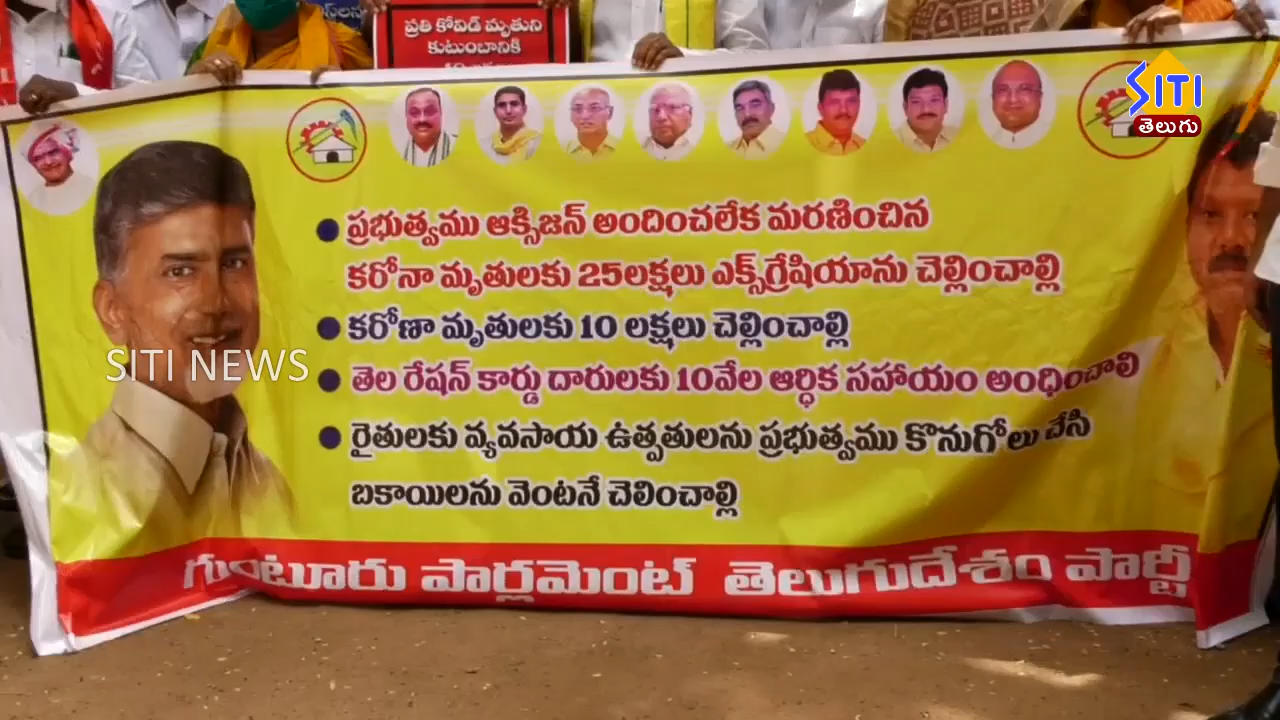 ప్రతి కోవిడ్ మృతుని
కుటుంబానికి
SITI
తెలుగు
ప్రభుత్వము ఆక్సిజన్ అందించలేక మరణించిన
కరోనా మృతులకు 25లక్షలు ఎక్స్‌గ్రేషియాను చెల్లించాల్లి
కరోణా మృతులకు 10 లక్షలు చెల్లించాల్లి
తెల రేషన్ కార్డు దారులకు 10వేల ఆర్ధిక సహాయం అంధించాలి
రైతులకు వ్యవసాయ ఉత్పతులను ప్రభుత్వము కొనుగోలు చేసి
బకాయిలను వెంటనే చెలించాల్లి
SITI NEWS
గుంటూరు పార్లమెంట్ తెలుగుదేశం పార్టీ